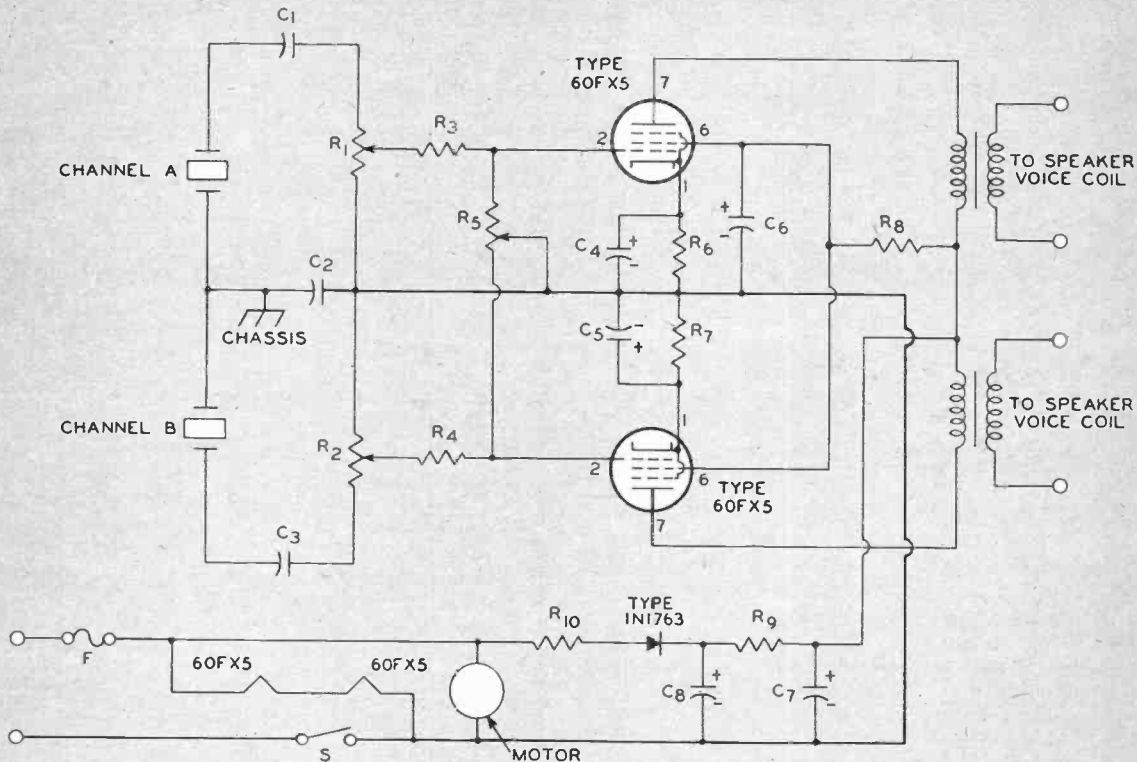 C1
TYPE
60FX5
7
R3
2
6
R1
CHANNEL A
TO SPEAKER
VOICE COIL
1
R5
+
-
C6
R8
C4
+
-
R6
C2
CHASSIS
C5
-
+
R7
CHANNEL B
TO SPEAKER
VOICE COIL
1
R4
R2
2
6
TYPE
60FX5
7
C3
TYPE
1N1763
R10
R9
F
60FX5
60FX5
C8
+
-
C7
+
-
S
MOTOR